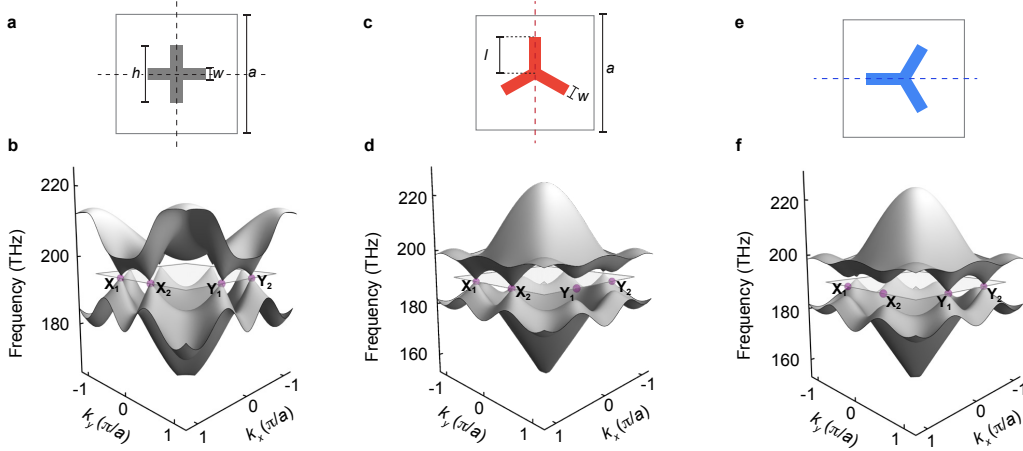 a
h
w
a
b
220
200
180
Frequency (THz)
X1
X2
Y1
Y2
-1
0
1
ky (π/a)
1
0
-1
kx (π/a)
c
l
w
a
d
220
200
180
160
Frequency (THz)
X1
X2
Y1
Y2
-1
0
1
ky (π/a)
1
0
-1
kx (π/a)
e
f
220
200
180
160
Frequency (THz)
X1
X2
Y1
Y2
-1
0
1
ky (π/a)
1
0
-1
kx (π/a)